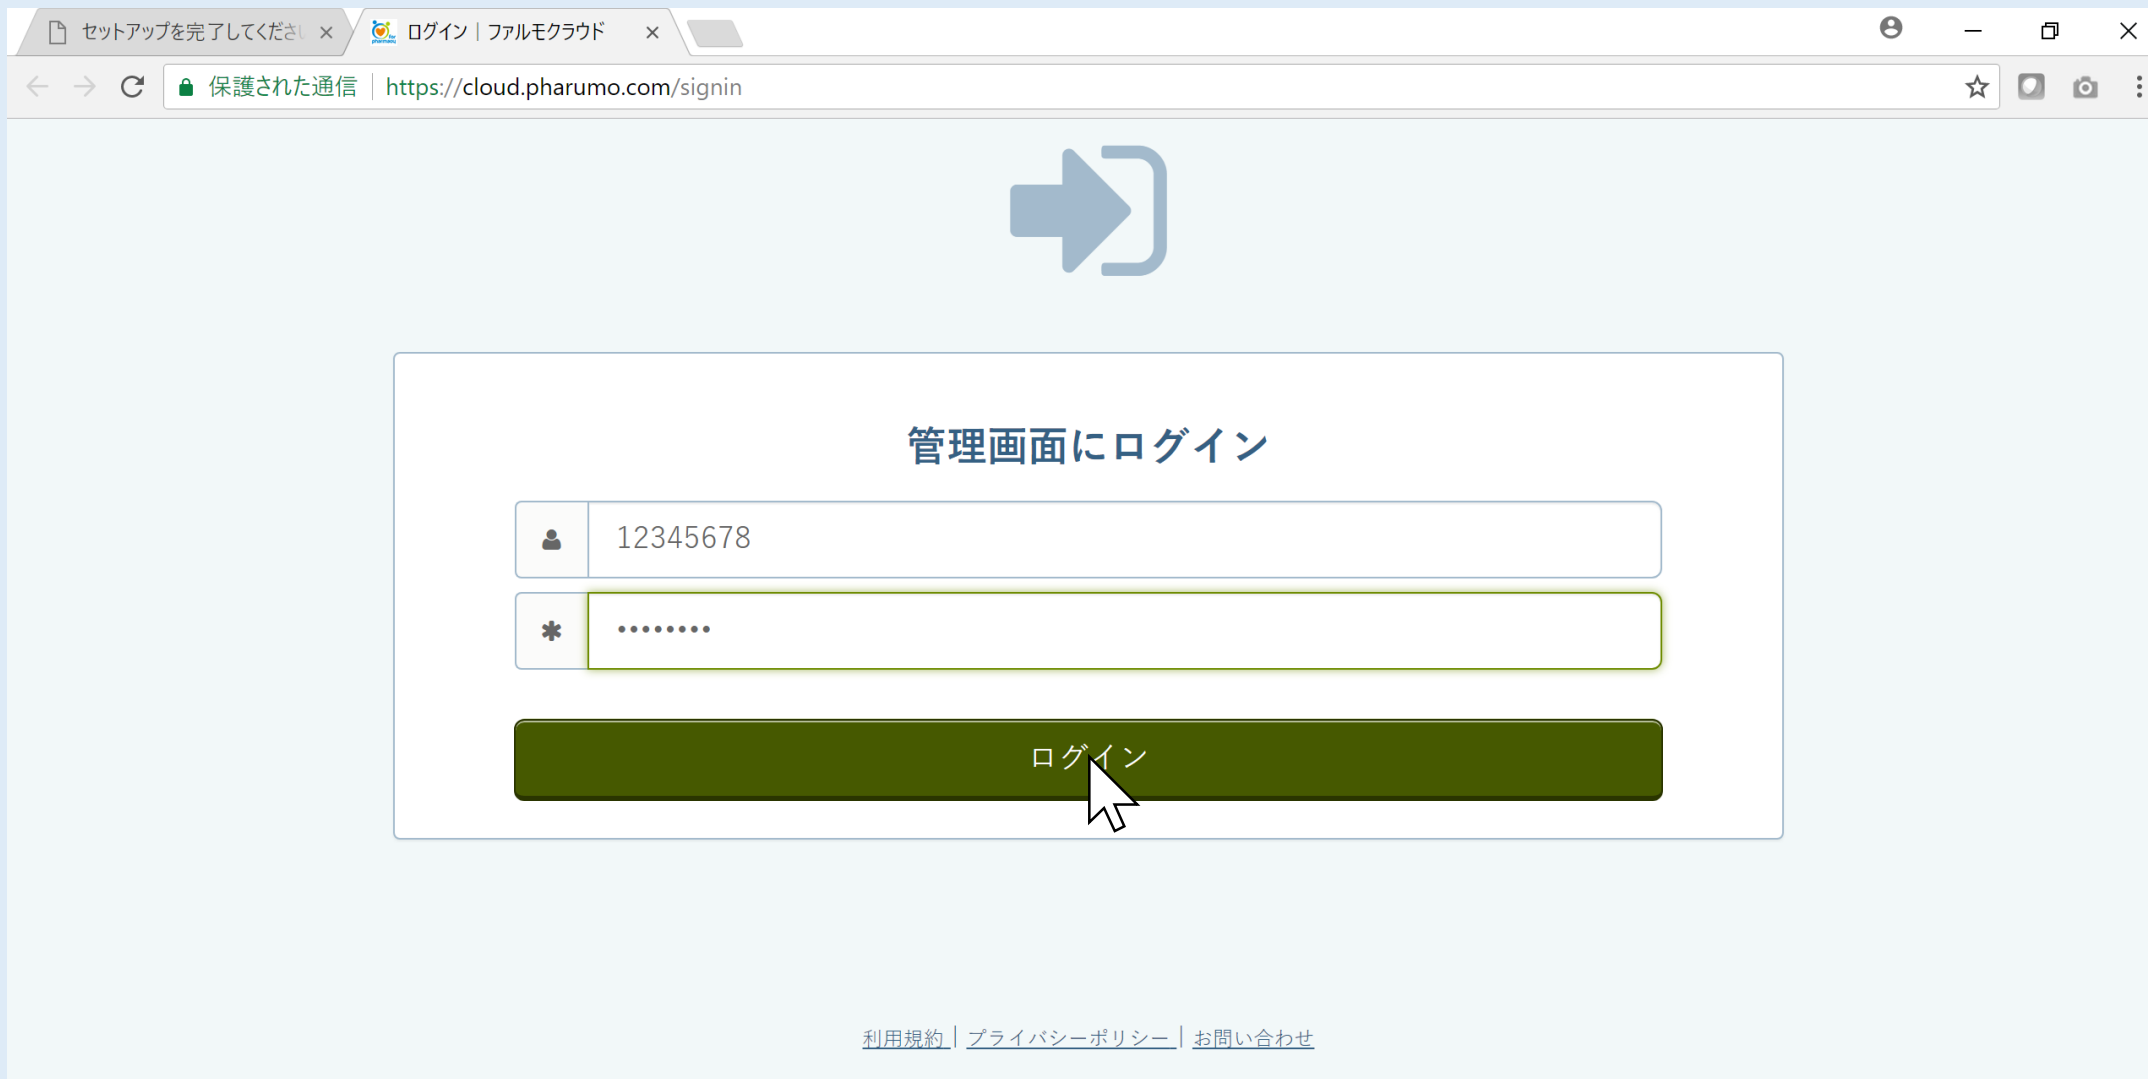 セットアップを完了してくださ
ログイン | ファルモクラウド
保護された通信 | https://cloud.pharumo.com/signin
管理画面にログイン
12345678
••••••••
ログイン
利用規約 | プライバシーポリシー | お問い合わせ